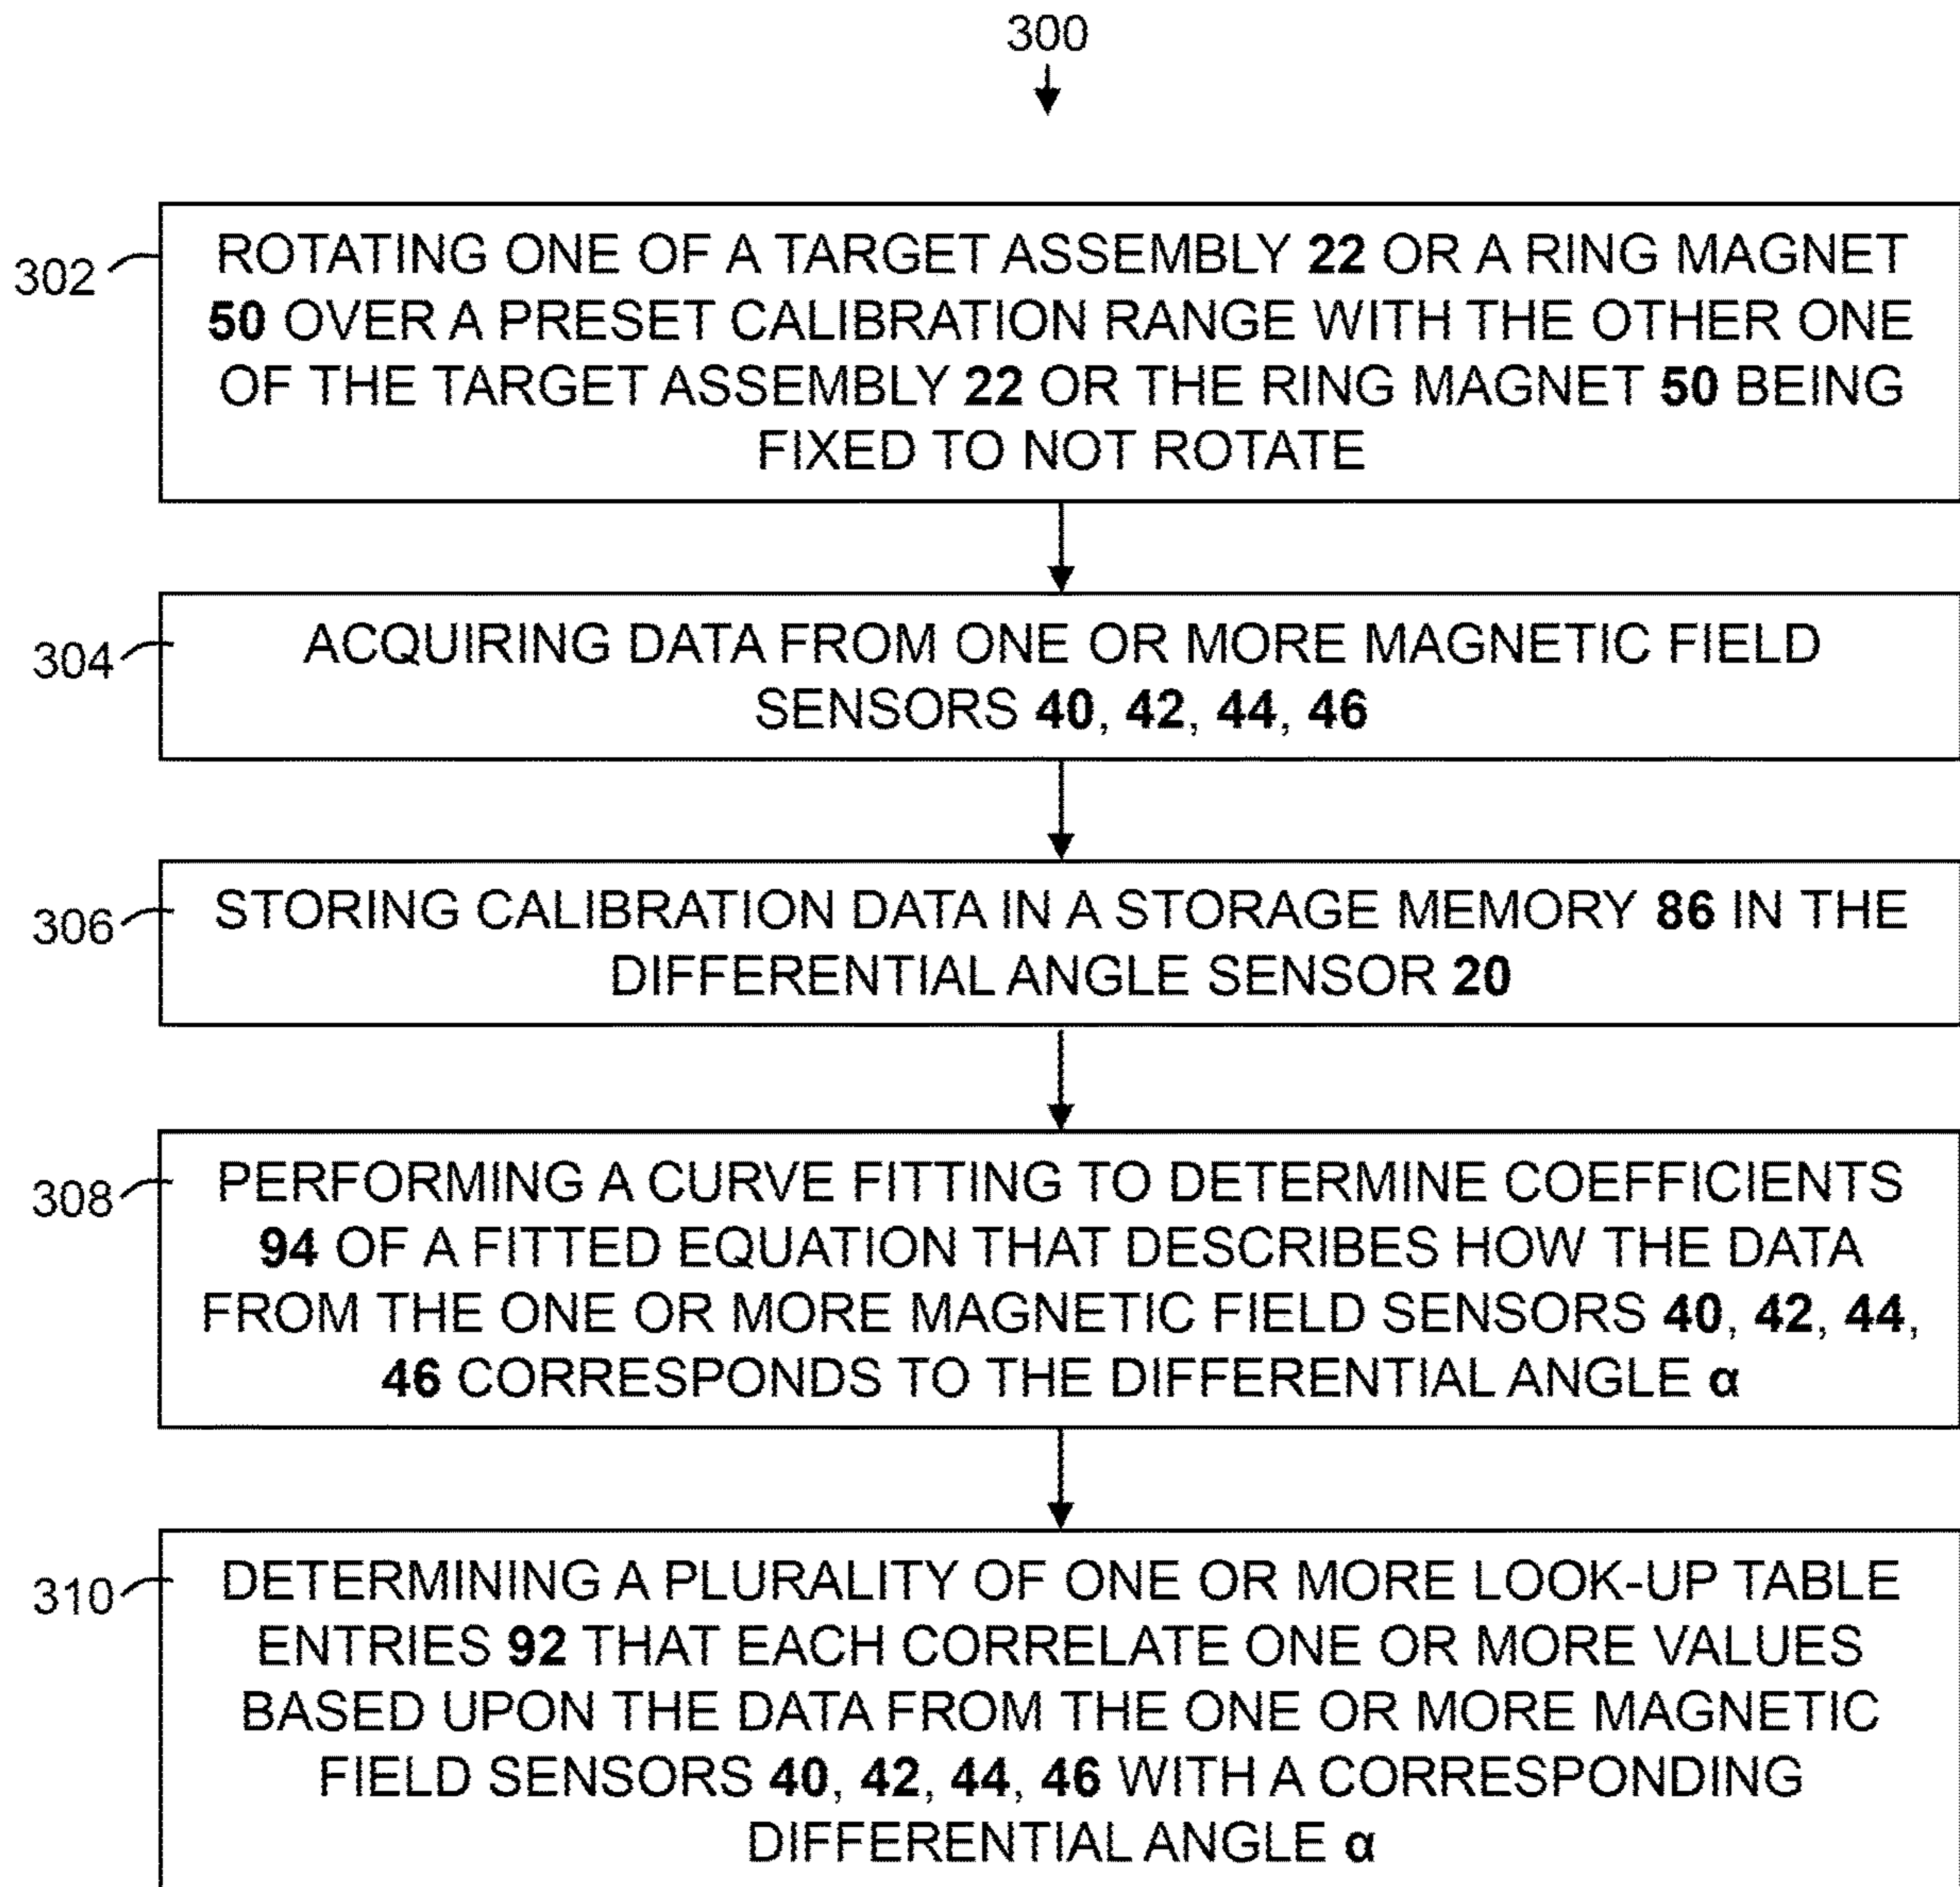 300
302
ROTATING ONE OF A TARGET ASSEMBLY 22 OR A RING MAGNET
50 OVER A PRESET CALIBRATION RANGE WITH THE OTHER ONE
OF THE TARGET ASSEMBLY 22 OR THE RING MAGNET 50 BEING
FIXED TO NOT ROTATE
304
ACQUIRING DATA FROM ONE OR MORE MAGNETIC FIELD
SENSORS 40, 42, 44, 46
306
STORING CALIBRATION DATA IN A STORAGE MEMORY 86 IN THE
DIFFERENTIAL ANGLE SENSOR 20
308
PERFORMING A CURVE FITTING TO DETERMINE COEFFICIENTS
94 OF A FITTED EQUATION THAT DESCRIBES HOW THE DATA
FROM THE ONE OR MORE MAGNETIC FIELD SENSORS 40, 42, 44,
46 CORRESPONDS TO THE DIFFERENTIAL ANGLE α
310
DETERMINING A PLURALITY OF ONE OR MORE LOOK-UP TABLE
ENTRIES 92 THAT EACH CORRELATE ONE OR MORE VALUES
BASED UPON THE DATA FROM THE ONE OR MORE MAGNETIC
FIELD SENSORS 40, 42, 44, 46 WITH A CORRESPONDING
DIFFERENTIAL ANGLE α